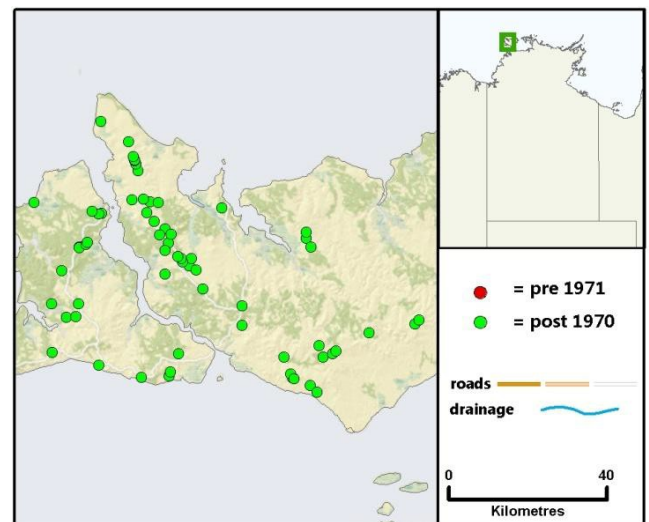 = pre 1971
= post 1970
roads
drainage
0 40
Kilometres